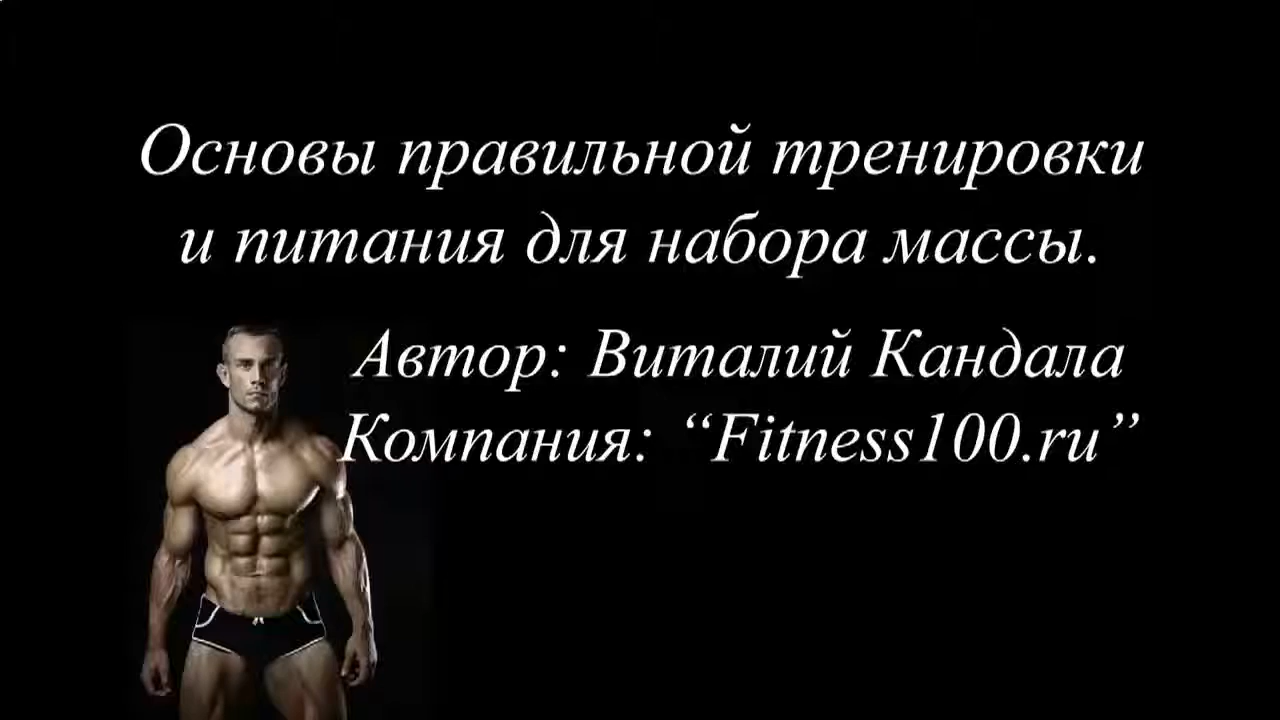 Основы правильной тренировки
и питания для набора массы.
Автор: Виталий Кандала
Компания: “Fitness100.ru”